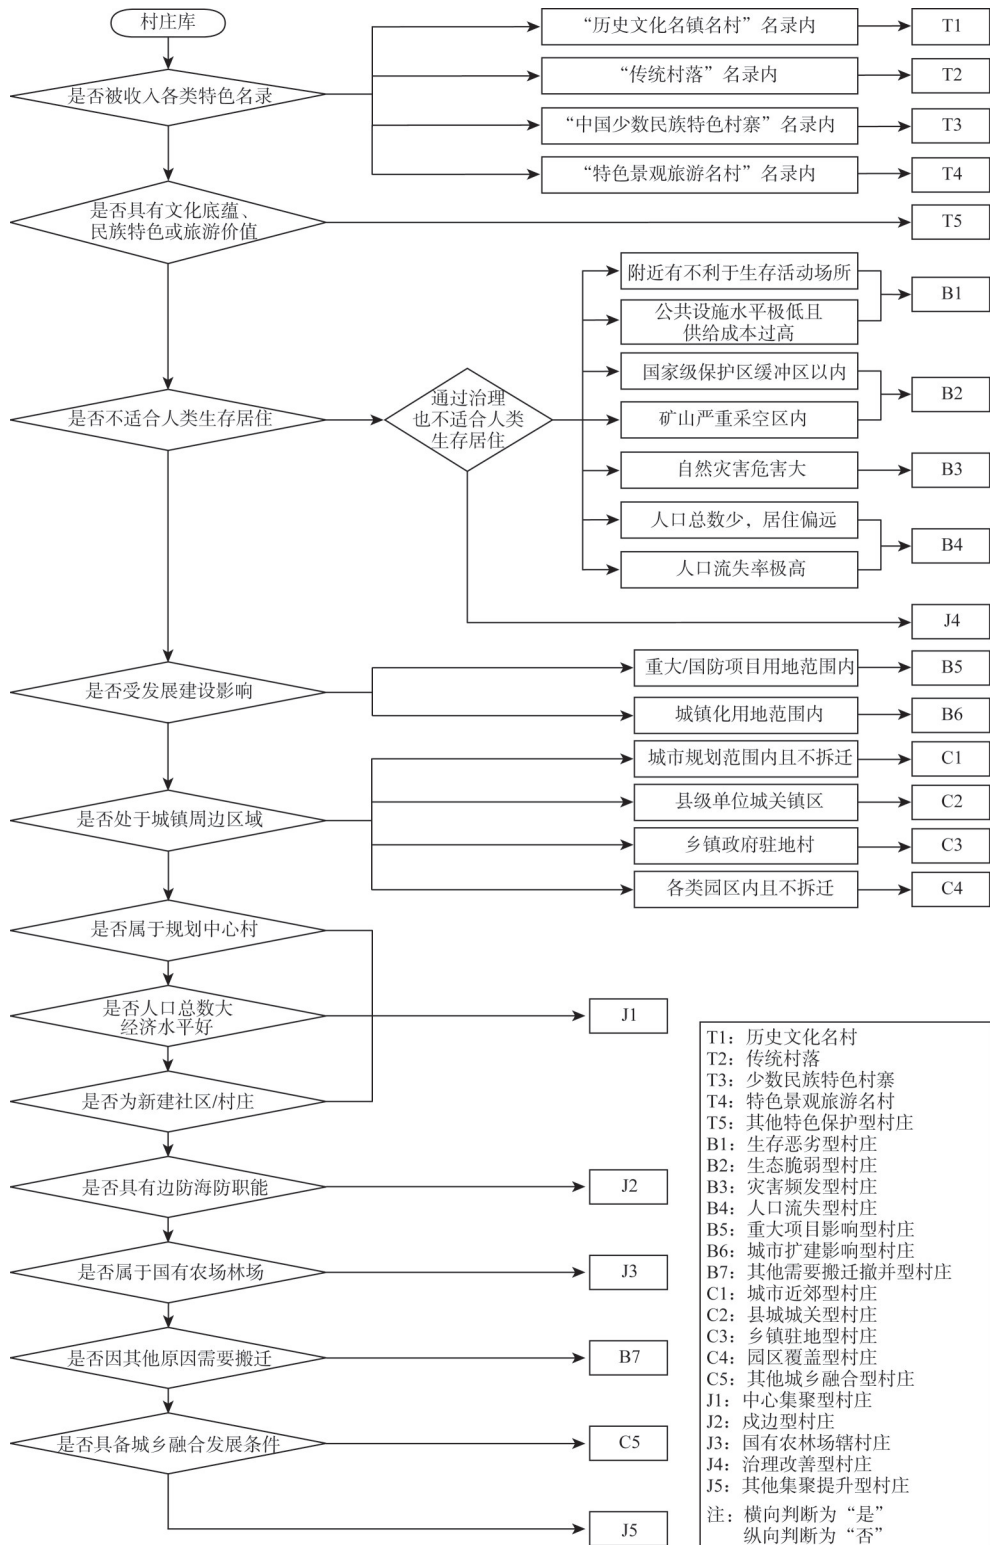 村庄库
“历史文化名镇名村”名录内
T1
是否被收入各类特色名录
“传统村落”名录内
T2
“中国少数民族特色村寨”名录内
T3
“特色景观旅游名村”名录内
T4
是否具有文化底蕴、
民族特色或旅游价值
T5
附近有不利于生存活动场所
公共设施水平极低且
供给成本过高
B1
国家级保护区缓冲区以内
矿山严重采空区内
B2
是否不适合人类生存居住
通过治理
也不适合人类
生存居住
自然灾害危害大
B3
人口总数少，居住偏远
人口流失率极高
B4
J4
是否受发展建设影响
重大/国防项目用地范围内
B5
城镇化用地范围内
B6
是否处于城镇周边区域
城市规划范围内且不拆迁
C1
县级单位城关镇区
C2
乡镇政府驻地村
C3
各类园区内且不拆迁
C4
是否属于规划中心村
是否人口总数大
经济水平好
J1
是否为新建社区/村庄
是否具有边防海防职能
J2
是否属于国有农场林场
J3
是否因其他原因需要搬迁
B7
是否具备城乡融合发展条件
C5
J5
T1：历史文化名村
T2：传统村落
T3：少数民族特色村寨
T4：特色景观旅游名村
T5：其他特色保护型村庄
B1：生存恶劣型村庄
B2：生态脆弱型村庄
B3：灾害频发型村庄
B4：人口流失型村庄
B5：重大项目影响型村庄
B6：城市扩建影响型村庄
B7：其他需要搬迁撤并型村庄
C1：城市近郊型村庄
C2：县城城关型村庄
C3：乡镇驻地型村庄
C4：园区覆盖型村庄
C5：其他城乡融合型村庄
J1：中心集聚型村庄
J2：戍边型村庄
J3：国有农林场辖村庄
J4：治理改善型村庄
J5：其他集聚提升型村庄
注：横向判断为“是”
纵向判断为“否”